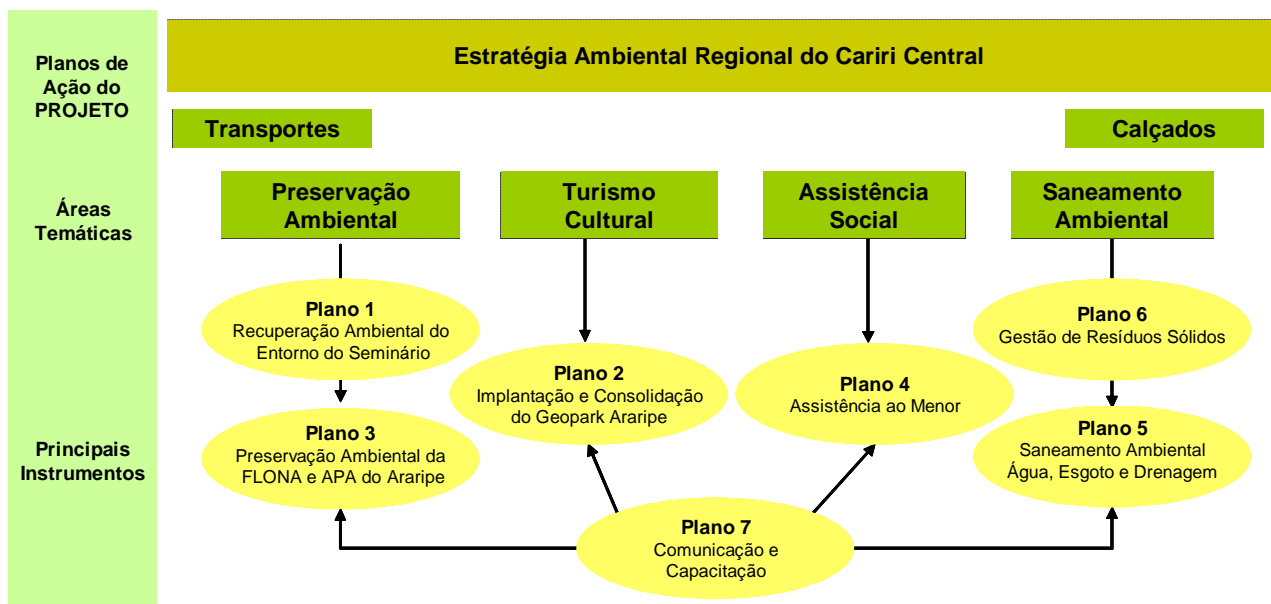 Planos de
Ação do
PROJETO
Estratégia Ambiental Regional do Cariri Central
Transportes
Calçados
Áreas
Temáticas
Preservação
Ambiental
Turismo
Cultural
Assistência
Social
Saneamento
Ambiental
Principais
Instrumentos
Plano 1
Recuperação Ambiental do
Entorno do Seminário
Plano 2
Implantação e Consolidação
do Geopark Araripe
Plano 3
Preservação Ambiental da
FLONA e APA do Araripe
Plano 4
Assistência ao Menor
Plano 6
Gestão de Resíduos Sólidos
Plano 5
Saneamento Ambiental
Água, Esgoto e Drenagem
Plano 7
Comunicação e
Capacitação